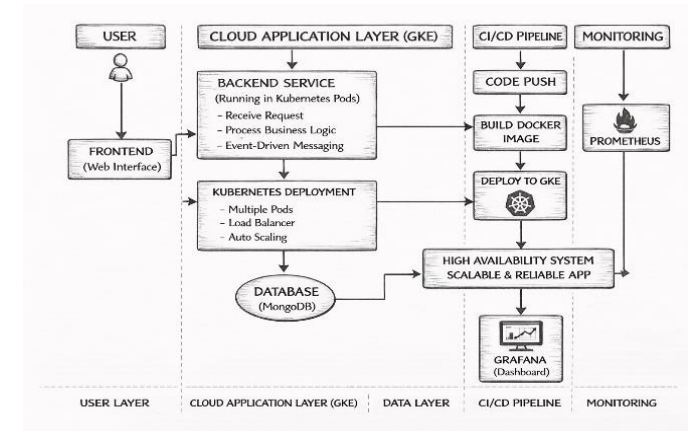 USER
CLOUD APPLICATION LAYER (GKE)
CI/CD PIPELINE
MONITORING
BACKEND SERVICE
(Running in Kubernetes Pods)
- Receive Request
- Process Business Logic
- Event-Driven Messaging
CODE PUSH
BUILD DOCKER
IMAGE
PROMETHEUS
FRONTEND
(Web Interface)
KUBERNETES DEPLOYMENT
- Multiple Pods
- Load Balancer
- Auto Scaling
DEPLOY TO GKE
HIGH AVAILABILITY SYSTEM
SCALABLE & RELIABLE APP
DATABASE
(MongoDB)
GRAFANA
(Dashboard)
USER LAYER
CLOUD APPLICATION LAYER (GKE)
DATA LAYER
CI/CD PIPELINE
MONITORING